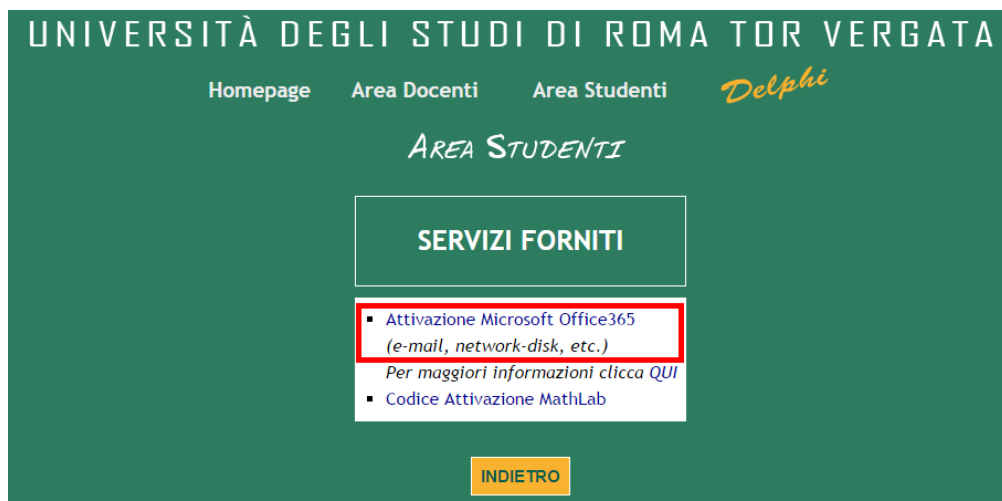 UNIVERSITÀ DEGLI STUDI DI ROMA TOR VERGATA
Homepage Area Docenti Area Studenti Delphi
AREA STUDENTI
SERVIZI FORNITI
▪ Attivazione Microsoft Office365
(e-mail, network-disk, etc.)
Per maggiori informazioni clicca QUI
▪ Codice Attivazione MathLab
INDIETRO